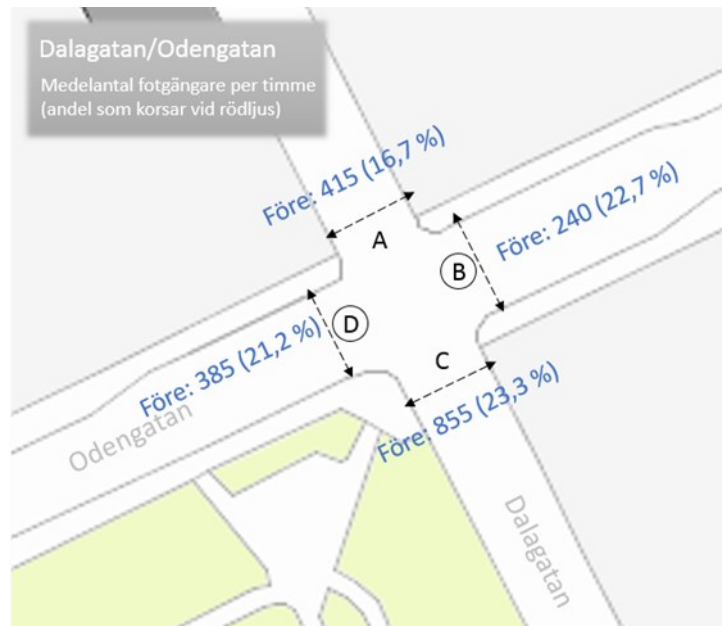 Dalagatan/Odengatan
Medelantal fotgängare per timme
(andel som korsar vid rödljus)
Före: 415 (16,7 %)
A
Före: 240 (22,7 %)
B
D
Före: 385 (21,2 %)
C
Före: 855 (23,3 %)
Odengatan
Dalagatan